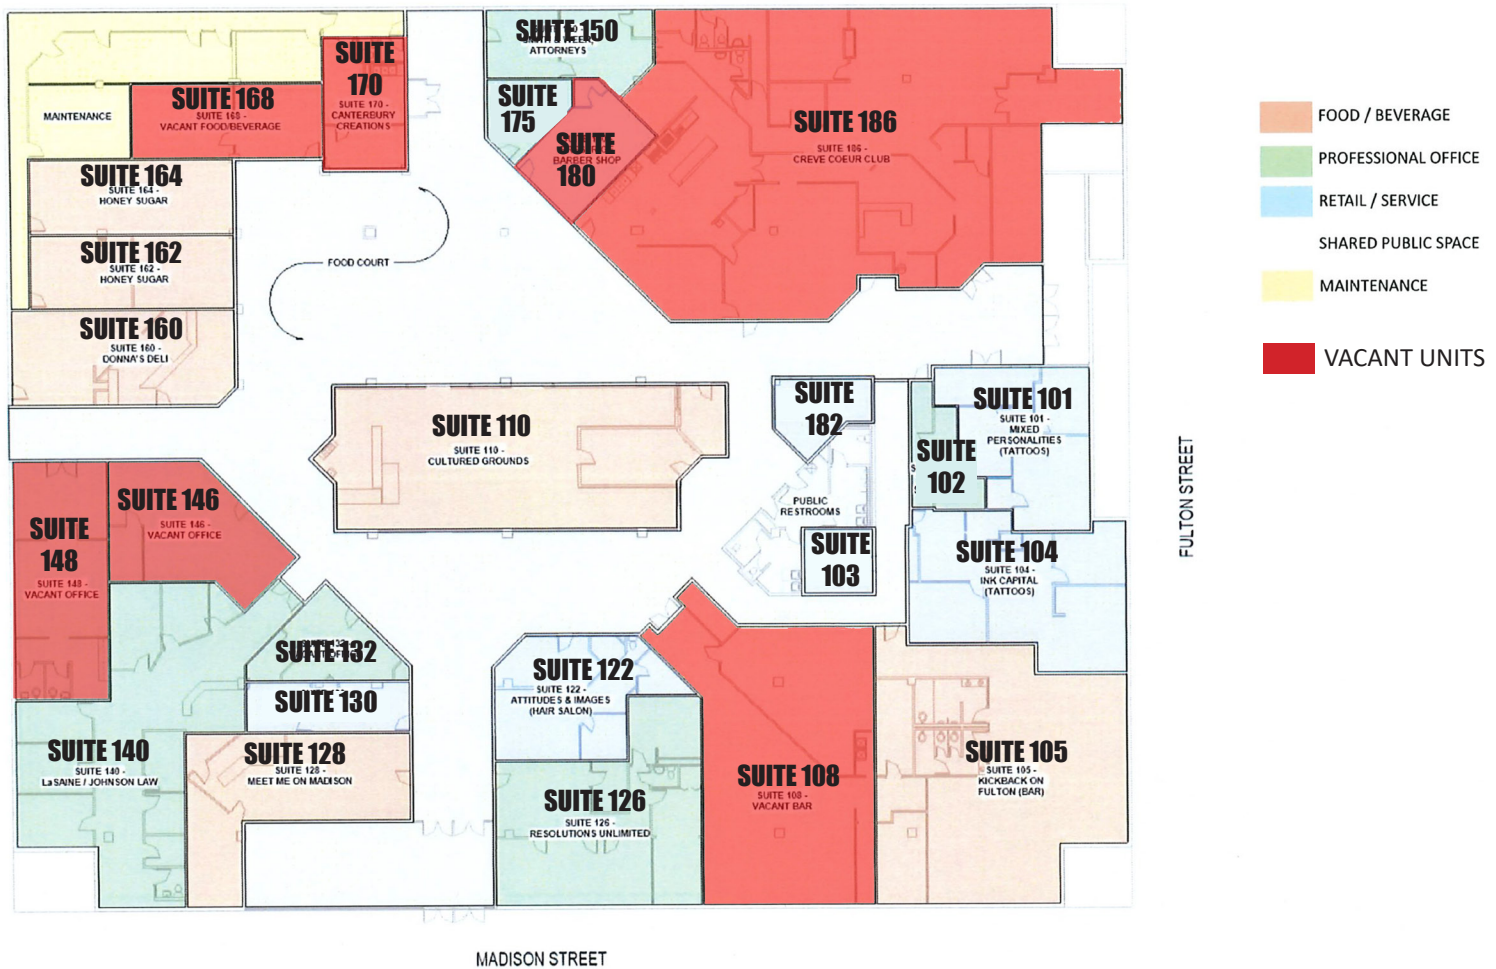 SUITE 150
ATTORNEYS
SUITE
170
SUITE 170 -
CANTERBURY
CREATIONS
SUITE 168
SUITE 168 -
VACANT FOOD/BEVERAGE
MAINTENANCE
SUITE
175
SUITE
180
BARBER SHOP
SUITE 186
SUITE 186 -
CREVE COEUR CLUB
SUITE 164
SUITE 164 -
HONEY SUGAR
SUITE 162
SUITE 162 -
HONEY SUGAR
FOOD COURT
SUITE 160
SUITE 160 -
DONNA'S DELI
SUITE 110
SUITE 110 -
CULTURED GROUNDS
SUITE
182
SUITE 101
SUITE 101 -
MIXED
PERSONALITIES
(TATTOOS)
SUITE
102
PUBLIC
RESTROOMS
SUITE
103
SUITE 104
SUITE 104 -
INK CAPITAL
(TATTOOS)
SUITE 146
SUITE 146 -
VACANT OFFICE
SUITE
148
SUITE 148 -
VACANT OFFICE
SUITE 132
SUITE 130
SUITE 122
SUITE 122 -
ATTITUDES & IMAGES
(HAIR SALON)
SUITE 140
SUITE 140 -
LaSAINE / JOHNSON LAW
SUITE 128
SUITE 128 -
MEET ME ON MADISON
SUITE 126
SUITE 126 -
RESOLUTIONS UNLIMITED
SUITE 108
SUITE 108 -
VACANT BAR
SUITE 105
SUITE 105 -
KICKBACK ON
FULTON (BAR)
MADISON STREET
FULTON STREET
FOOD / BEVERAGE
PROFESSIONAL OFFICE
RETAIL / SERVICE
SHARED PUBLIC SPACE
MAINTENANCE
VACANT UNITS